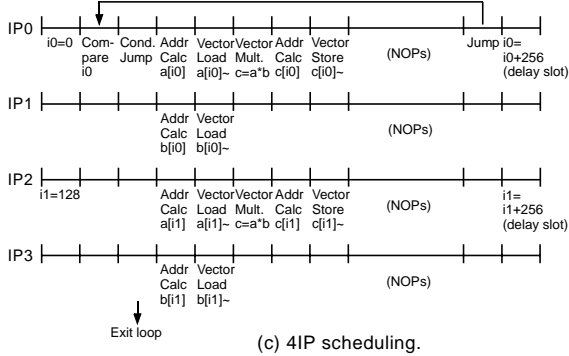 IP0
i0=0 Com- Cond. Addr Vector Vector Addr Vector (NOPs) Jump i0=
pare Jump Calc Load Mult. Calc Store i0+256
i0 a[i0] a[i0]~ c=a*b c[i0] c[i0]~ (delay slot)
IP1
Addr Vector (NOPs)
Calc Load
b[i0] b[i0]~
IP2
i1=128 Addr Vector Vector Addr Vector (NOPs) i1=
Calc Load Mult. Calc Store i1+256
a[i1] a[i1]~ c=a*b c[i1] c[i1]~ (delay slot)
IP3
Addr Vector (NOPs)
Calc Load
b[i1] b[i1]~
Exit loop
(c) 4IP scheduling.